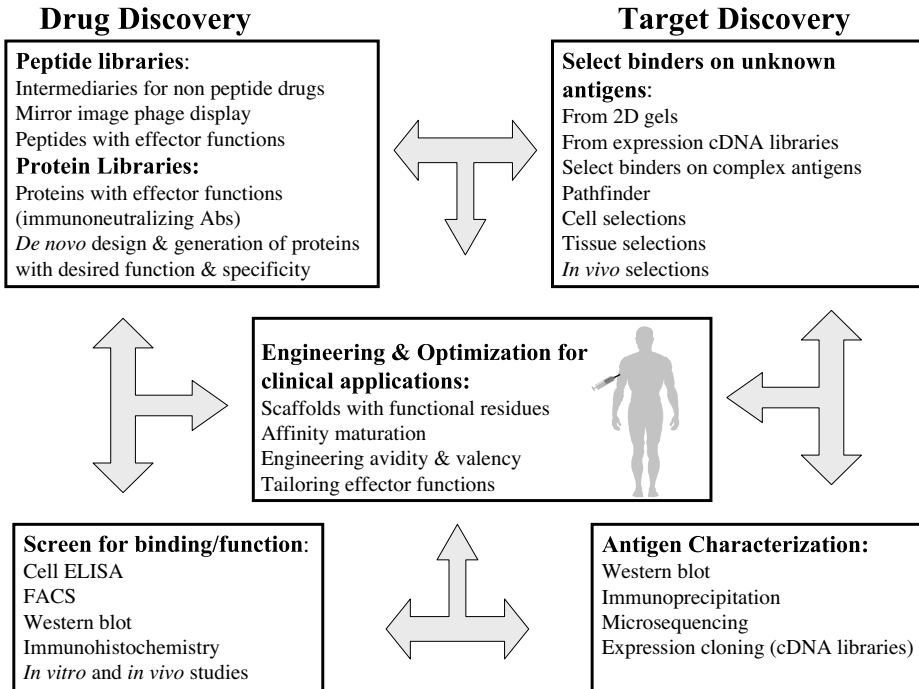 Drug Discovery
Peptide libraries:
Intermediaries for non peptide drugs
Mirror image phage display
Peptides with effector functions
Protein Libraries:
Proteins with effector functions
(immunoneutralizing Abs)
De novo design & generation of proteins
with desired function & specificity
Target Discovery
Select binders on unknown
antigens:
From 2D gels
From expression cDNA libraries
Select binders on complex antigens
Pathfinder
Cell selections
Tissue selections
In vivo selections
Engineering & Optimization for
clinical applications:
Scaffolds with functional residues
Affinity maturation
Engineering avidity & valency
Tailoring effector functions
Screen for binding/function:
Cell ELISA
FACS
Western blot
Immunohistochemistry
In vitro and in vivo studies
Antigen Characterization:
Western blot
Immunoprecipitation
Microsequencing
Expression cloning (cDNA libraries)